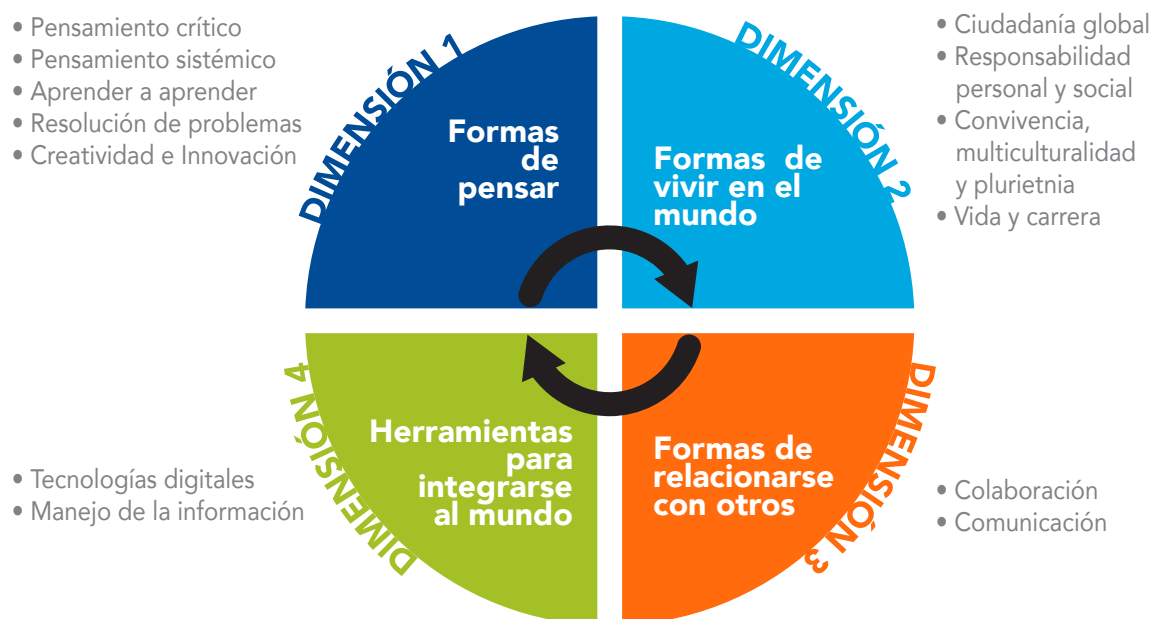 • Pensamiento crítico
• Pensamiento sistémico
• Aprender a aprender
• Resolución de problemas
• Creatividad e Innovación
DIMENSIÓN 1
Formas
de
pensar
DIMENSIÓN 2
Formas de
vivir en el
mundo
• Ciudadanía global
• Responsabilidad
personal y social
• Convivencia,
multiculturalidad
y plurietnia
• Vida y carrera
DIMENSIÓN 3
Formas de
relacionarse
con otros
• Colaboración
• Comunicación
DIMENSIÓN 4
Herramientas
para
integrarse
al mundo
• Tecnologías digitales
• Manejo de la información